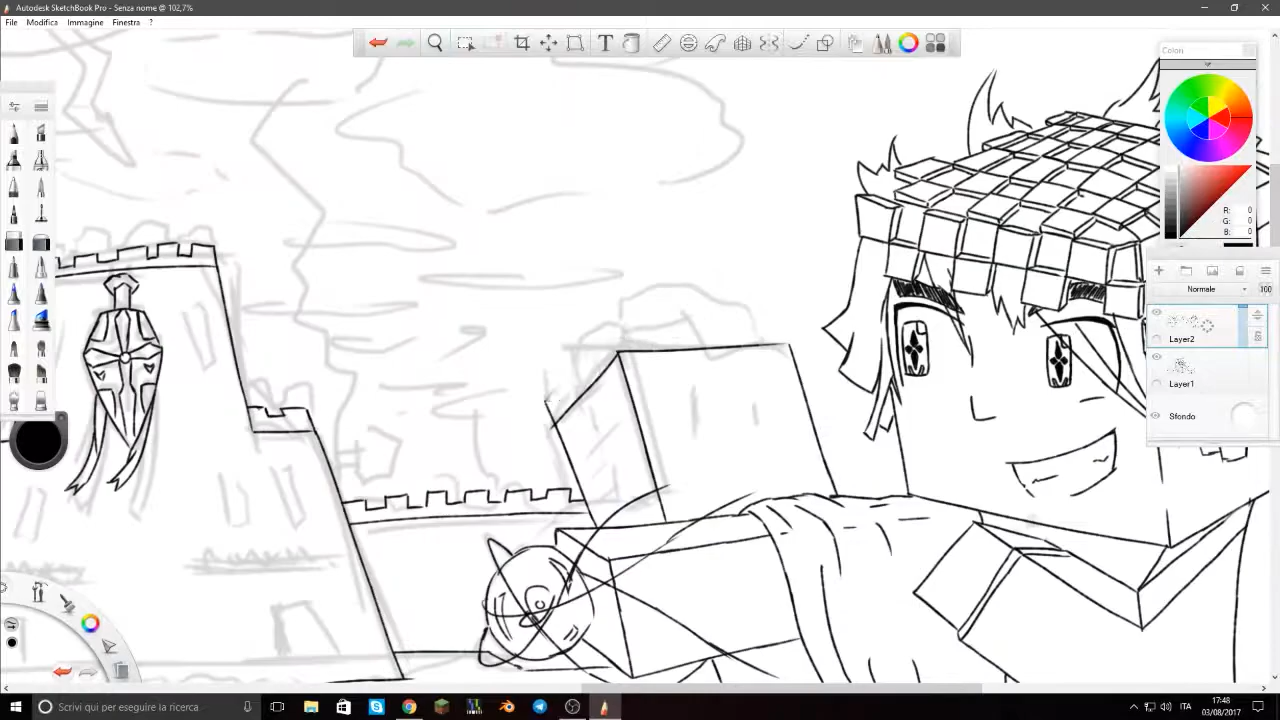 Autodesk SketchBook Pro - Senza nome @ 102,7%
File Modifica Immagine Finestra ?
Colori
R: 0
G: 0
B: 0
Normale 100
Layer2
Layer1
Sfondo
Scrivi qui per eseguire la ricerca
ITA
17:48
03/08/2017